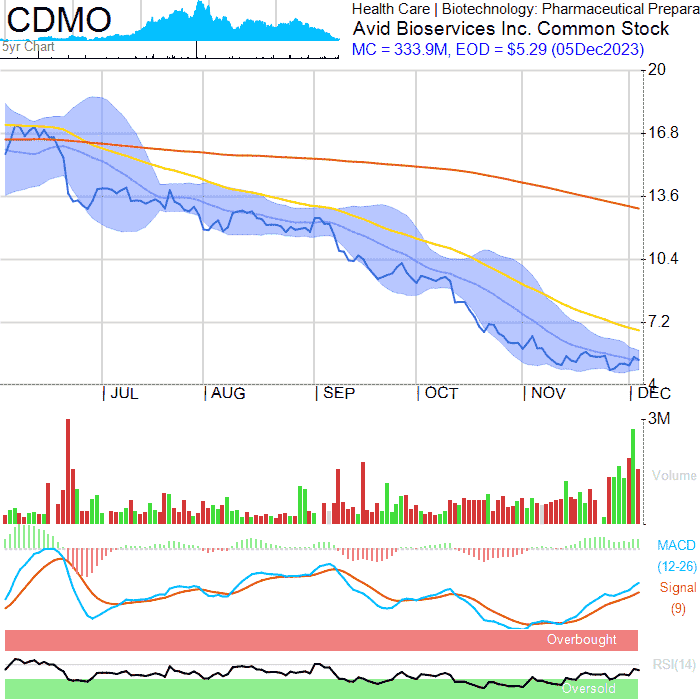 CDMO
5yr Chart
Health Care | Biotechnology: Pharmaceutical Prepara
Avid Bioservices Inc. Common Stock
MC = 333.9M, EOD = $5.29 (05Dec2023)
20
16.8
13.6
10.4
7.2
4
JUL
AUG
SEP
OCT
NOV
DEC
3M
Volume
MACD
(12-26)
Signal
(9)
Overbought
RSI(14)
Oversold